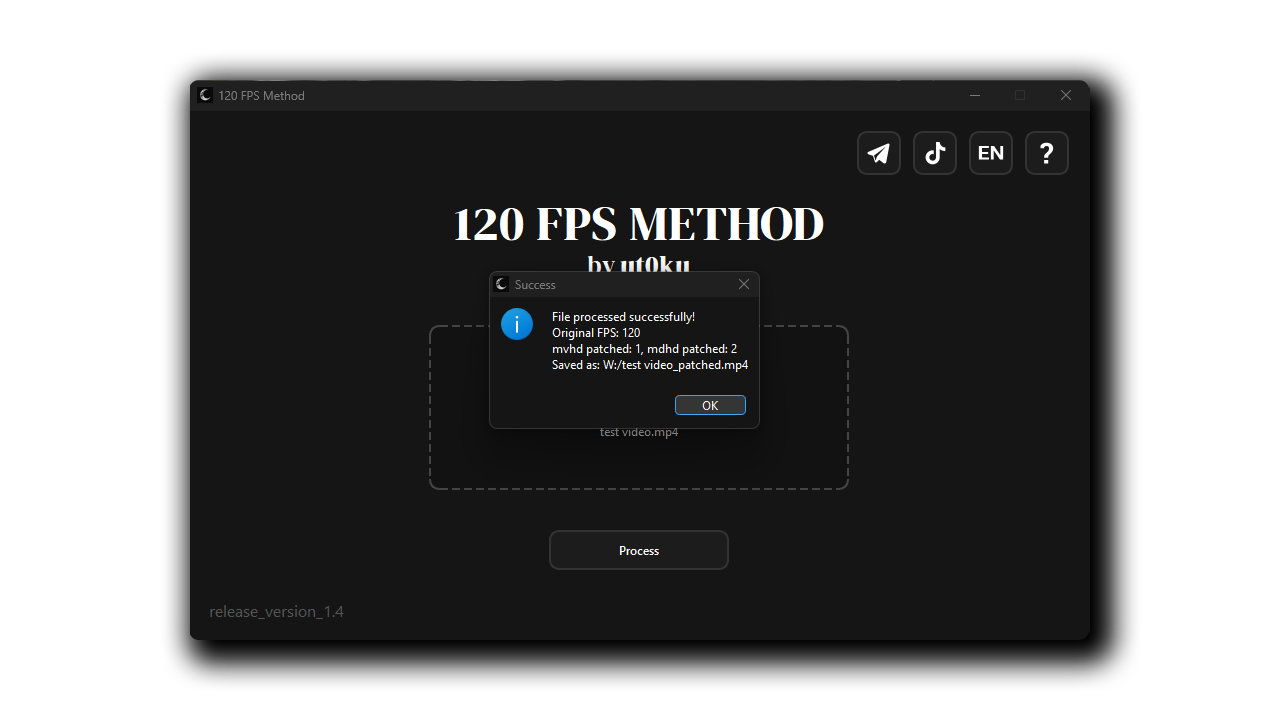 120 FPS Method
EN
?
120 FPS METHOD
by ut0ku
Success
File processed successfully!
Original FPS: 120
mvhd patched: 1, mdhd patched: 2
Saved as: W:/test video_patched.mp4
OK
test video.mp4
Process
release_version_1.4